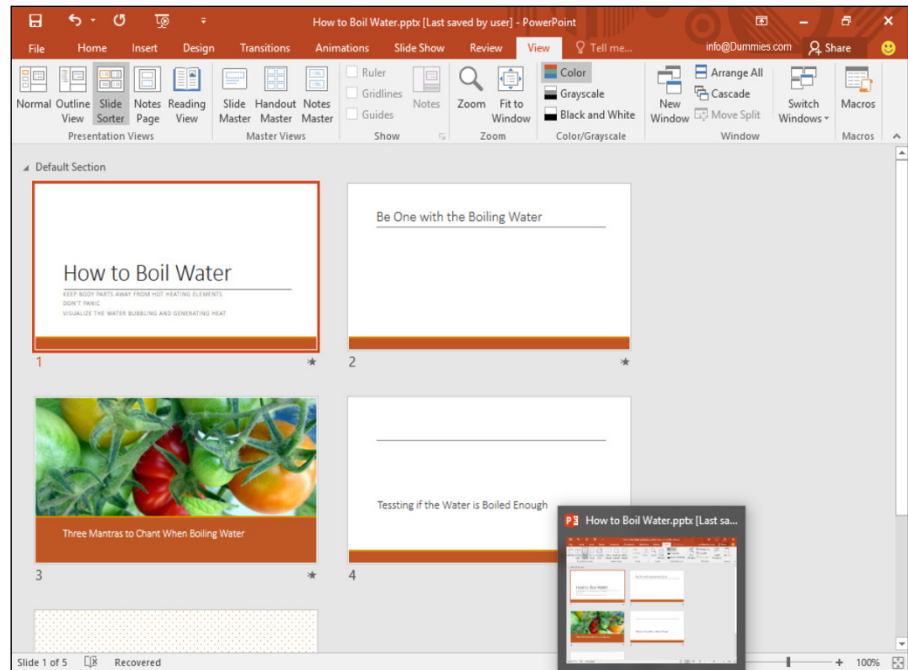 How to Boil Water.pptx [Last saved by user] - PowerPoint
File Home Insert Design Transitions Animations Slide Show Review View Tell me... info@Dummies.com Share
Normal Outline View Slide Sorter Notes Page Reading View
Presentation Views
Slide Master Handout Master Notes Master
Master Views
Ruler
Gridlines
Guides
Notes
Show
Zoom Fit to Window
Zoom
Color
Grayscale
Black and White
Color/Grayscale
New Window
Arrange All
Cascade
Move Split
Switch Windows
Window
Macros
Macros
Default Section
How to Boil Water
KEEP BODY PARTS AWAY FROM HOT HEATING ELEMENTS
DON'T PANIC
VISUALIZE THE WATER BUBBLING AND GENERATING HEAT
1
Be One with the Boiling Water
2
Three Mantras to Chant When Boiling Water
3
Tessting if the Water is Boiled Enough
4
How to Boil Water.pptx [Last sa...
Slide 1 of 5 Recovered 100%